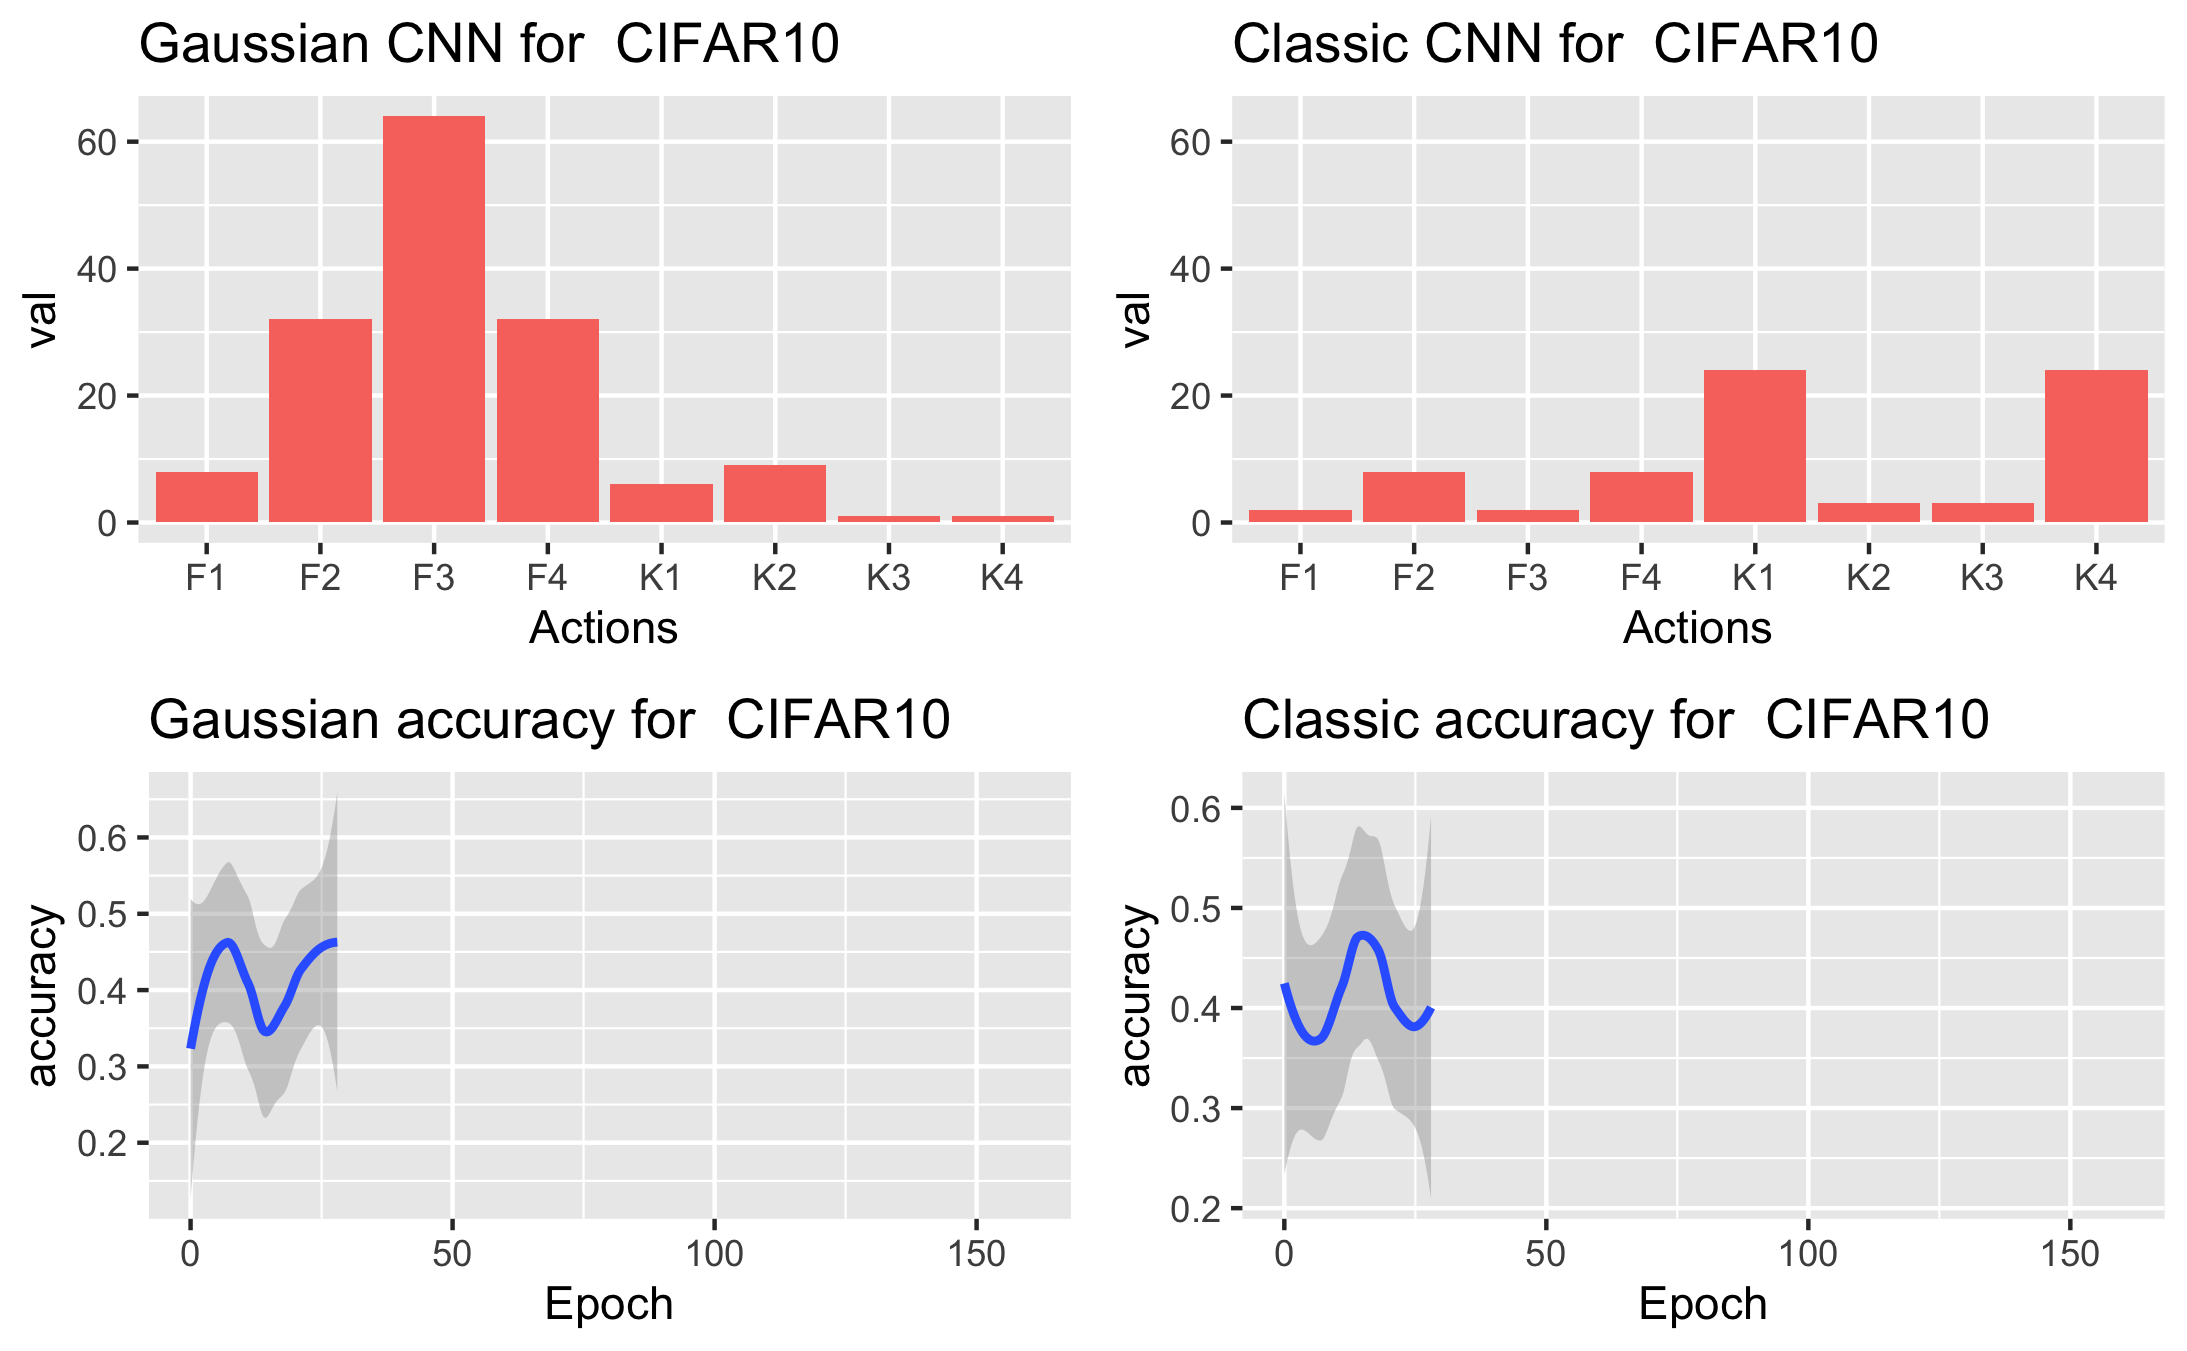 Gaussian CNN for  CIFAR10
60
40
20
0
val
F1 F2 F3 F4 K1 K2 K3 K4
Actions
Classic CNN for  CIFAR10
60
40
20
0
val
F1 F2 F3 F4 K1 K2 K3 K4
Actions
Gaussian accuracy for  CIFAR10
0.6
0.5
0.4
0.3
0.2
accuracy
0 50 100 150
Epoch
Classic accuracy for  CIFAR10
0.6
0.5
0.4
0.3
0.2
accuracy
0 50 100 150
Epoch